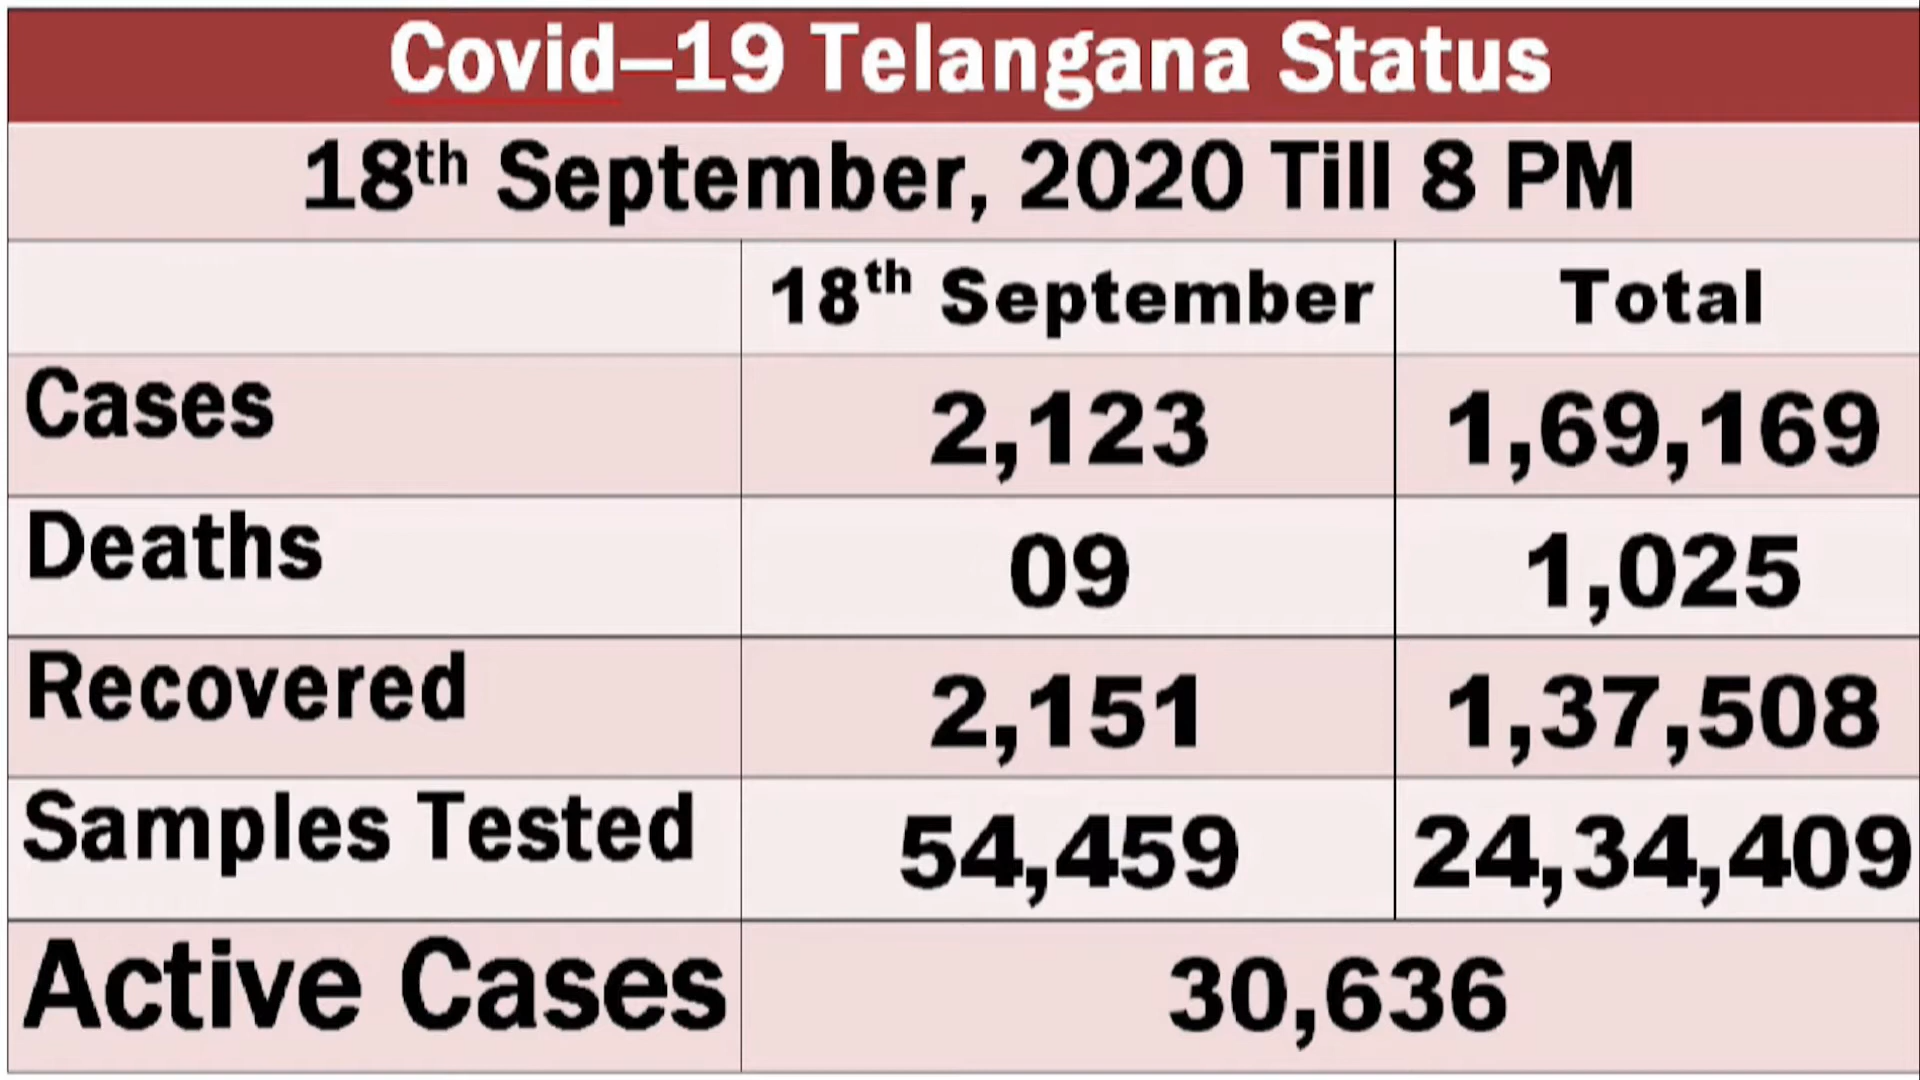 Covid–19 Telangana Status
18th September, 2020 Till 8 PM
18th September Total
Cases 2,123 1,69,169
Deaths 09 1,025
Recovered 2,151 1,37,508
Samples Tested 54,459 24,34,409
Active Cases 30,636